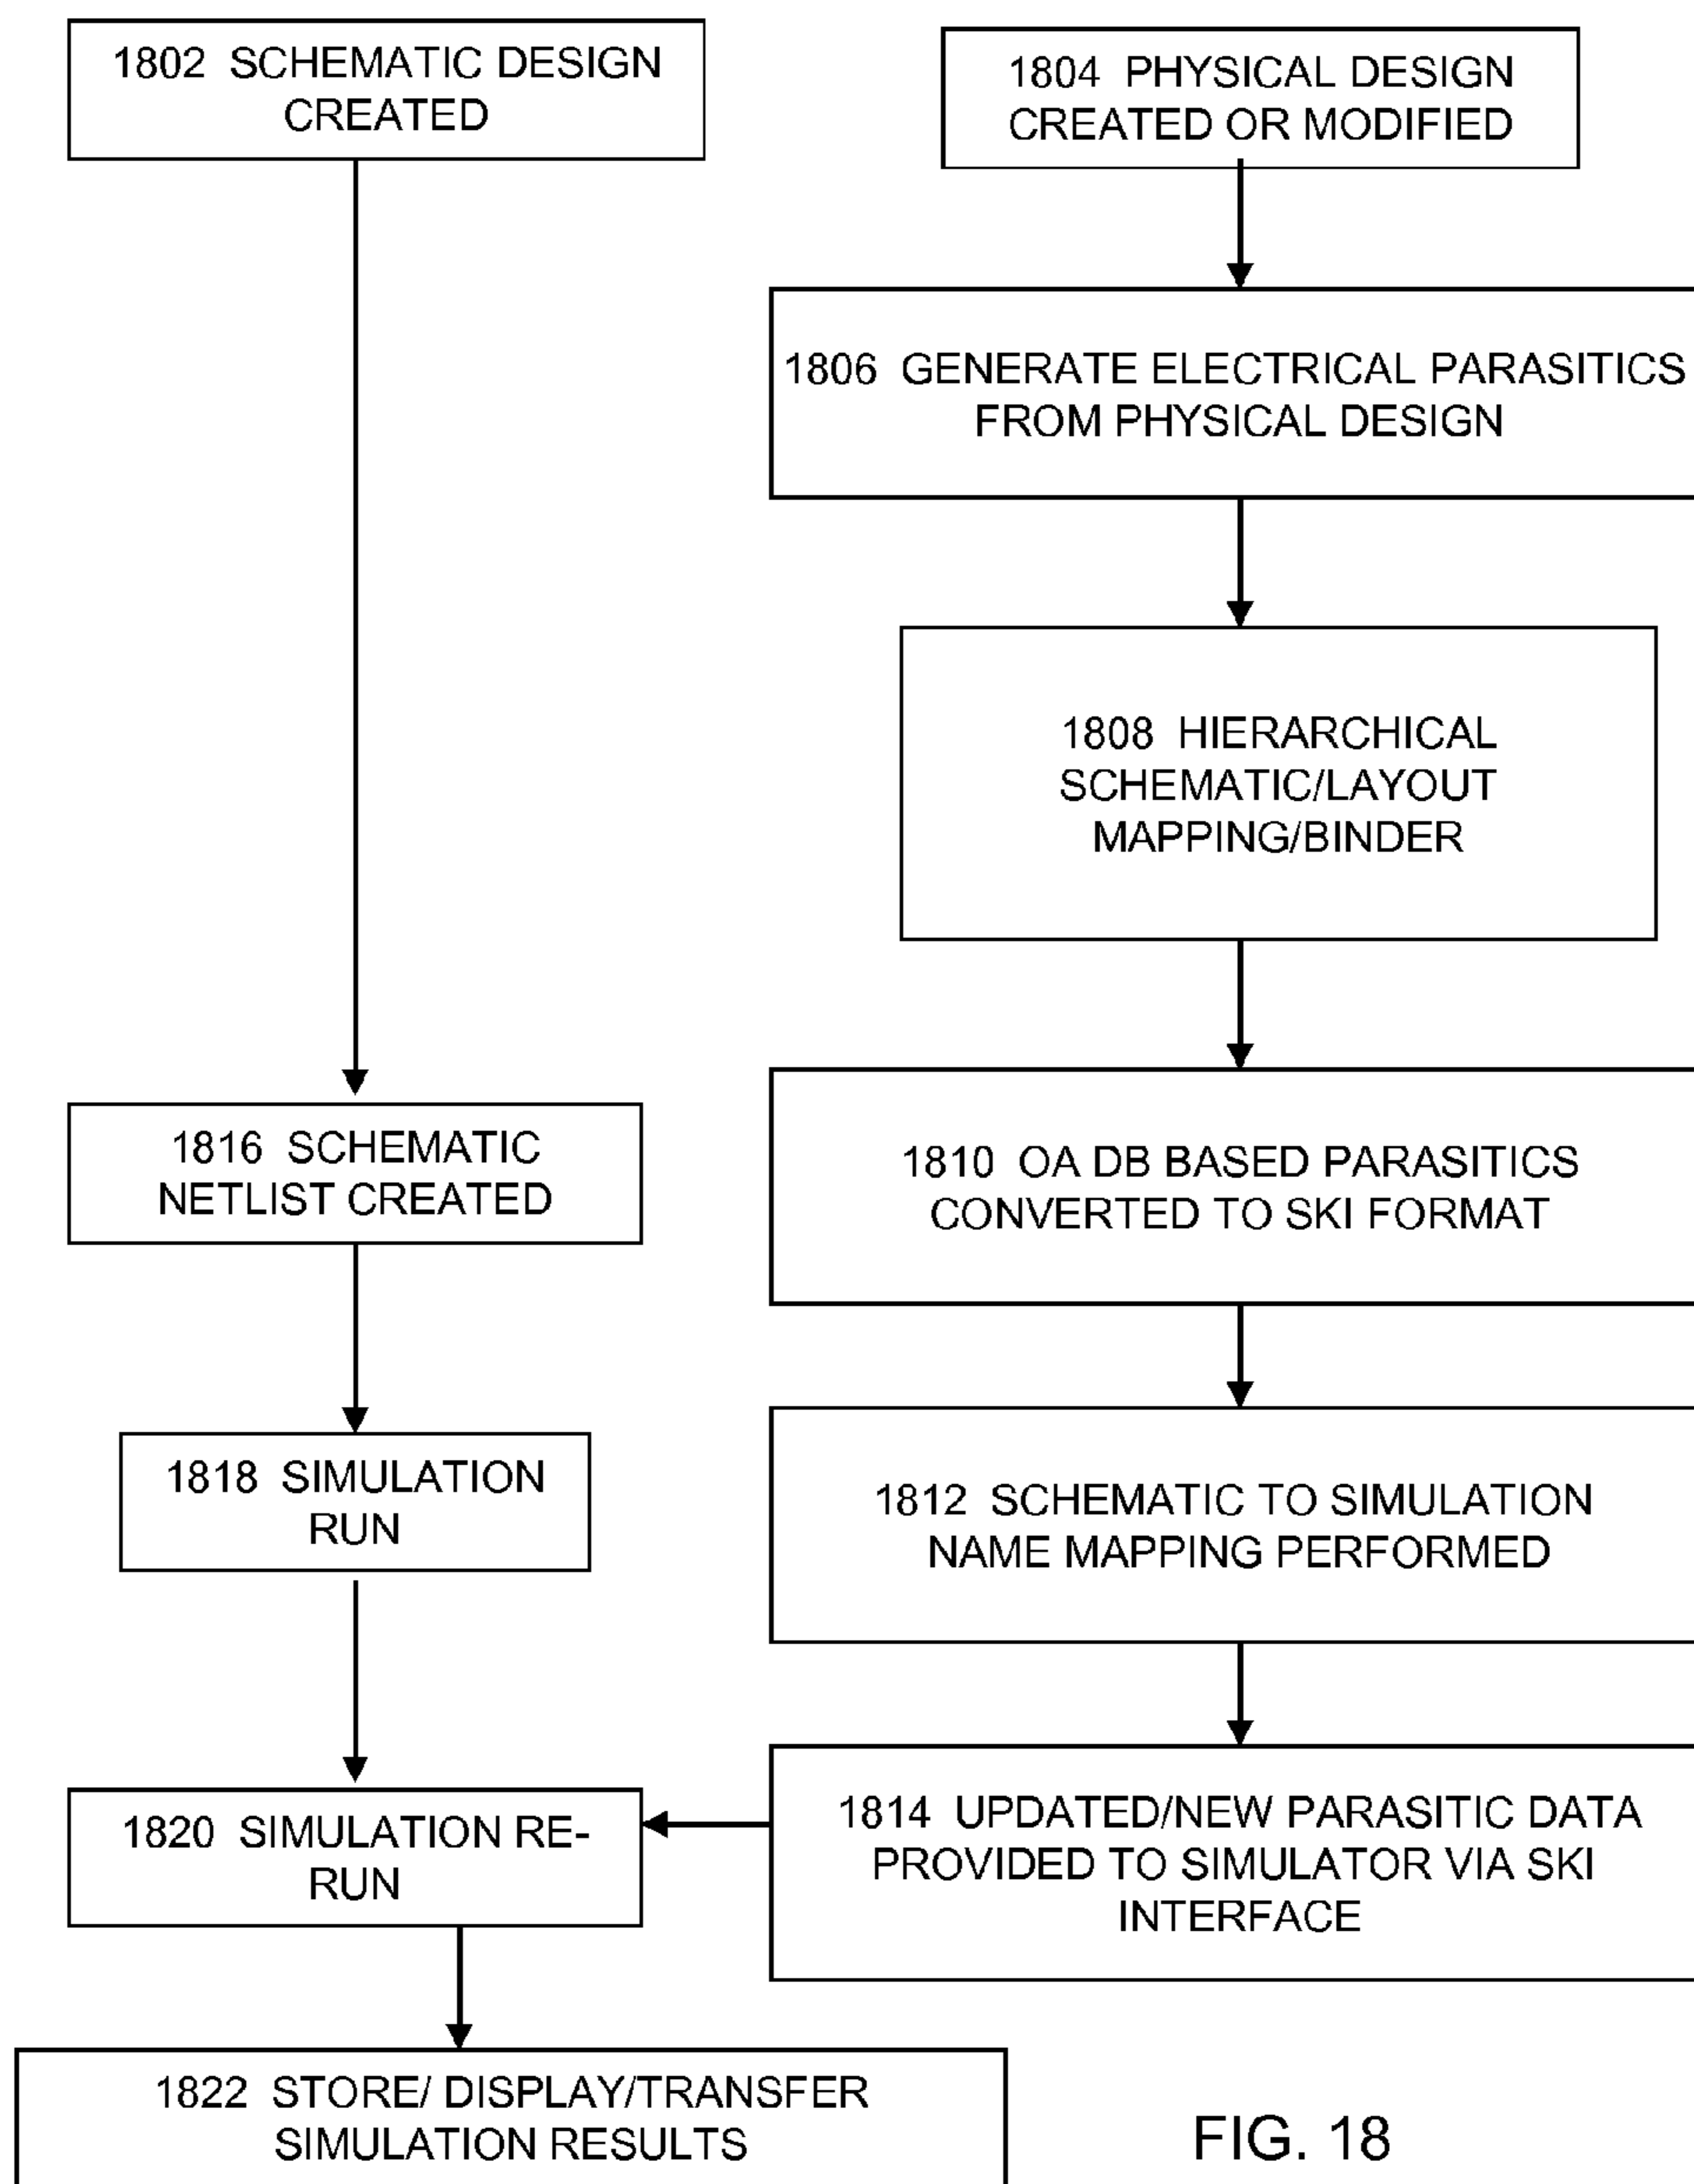 1802 SCHEMATIC DESIGN
CREATED
1804 PHYSICAL DESIGN
CREATED OR MODIFIED
1806 GENERATE ELECTRICAL PARASITICS
FROM PHYSICAL DESIGN
1808 HIERARCHICAL
SCHEMATIC/LAYOUT
MAPPING/BINDER
1816 SCHEMATIC
NETLIST CREATED
1810 OA DB BASED PARASITICS
CONVERTED TO SKI FORMAT
1818 SIMULATION
RUN
1812 SCHEMATIC TO SIMULATION
NAME MAPPING PERFORMED
1820 SIMULATION RE-
RUN
1814 UPDATED/NEW PARASITIC DATA
PROVIDED TO SIMULATOR VIA SKI
INTERFACE
1822 STORE/ DISPLAY/TRANSFER
SIMULATION RESULTS
FIG. 18